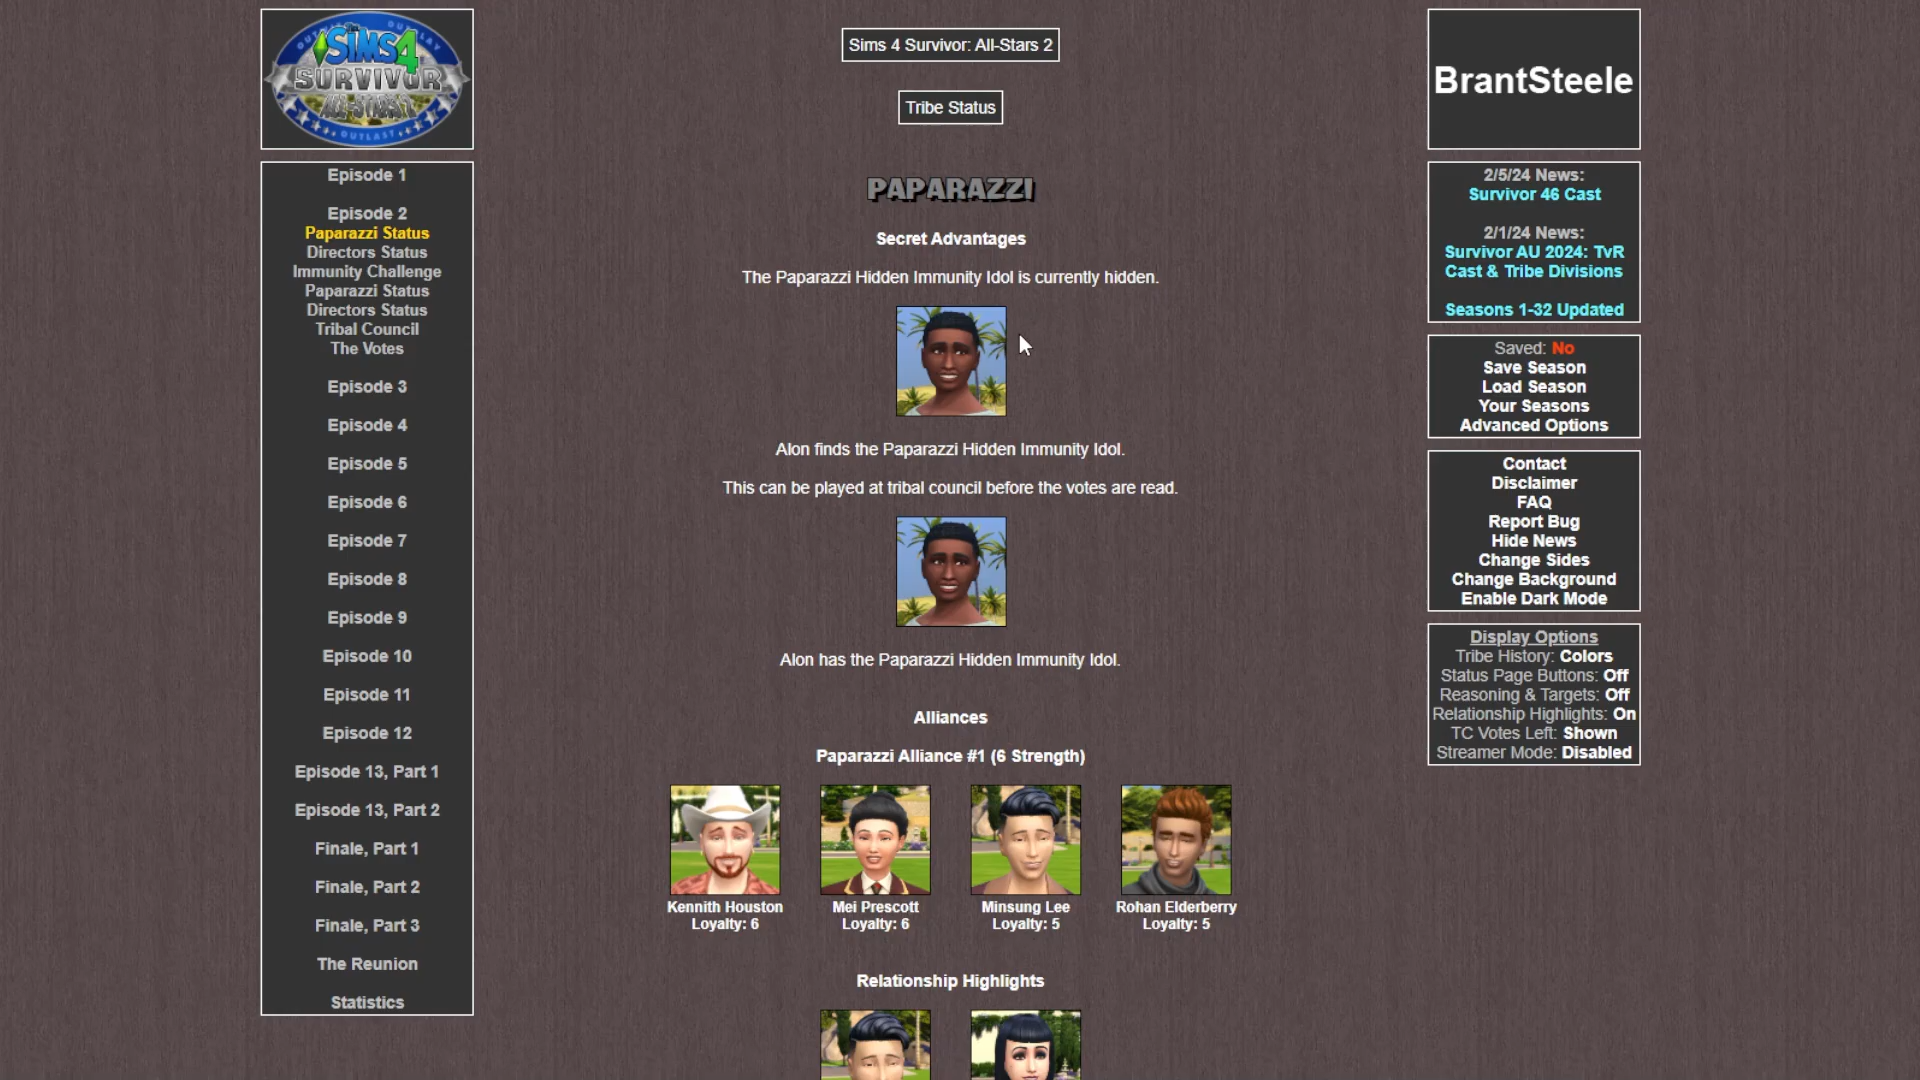 OUTWIT
OUTPLAY
The
SiMS 4
SURVIVOR
ALL-STARS 2
OUTLAST
Episode 1
Episode 2
Paparazzi Status
Directors Status
Immunity Challenge
Paparazzi Status
Directors Status
Tribal Council
The Votes
Episode 3
Episode 4
Episode 5
Episode 6
Episode 7
Episode 8
Episode 9
Episode 10
Episode 11
Episode 12
Episode 13, Part 1
Episode 13, Part 2
Finale, Part 1
Finale, Part 2
Finale, Part 3
The Reunion
Statistics
Sims 4 Survivor: All-Stars 2
Tribe Status
PAPARAZZI
Secret Advantages
The Paparazzi Hidden Immunity Idol is currently hidden.
Alon finds the Paparazzi Hidden Immunity Idol.
This can be played at tribal council before the votes are read.
Alon has the Paparazzi Hidden Immunity Idol.
Alliances
Paparazzi Alliance #1 (6 Strength)
Kennith Houston
Loyalty: 6
Mei Prescott
Loyalty: 6
Minsung Lee
Loyalty: 5
Rohan Elderberry
Loyalty: 5
Relationship Highlights
BrantSteele
2/5/24 News:
Survivor 46 Cast
2/1/24 News:
Survivor AU 2024: TvR
Cast & Tribe Divisions
Seasons 1-32 Updated
Saved: No
Save Season
Load Season
Your Seasons
Advanced Options
Contact
Disclaimer
FAQ
Report Bug
Hide News
Change Sides
Change Background
Enable Dark Mode
Display Options
Tribe History: Colors
Status Page Buttons: Off
Reasoning & Targets: Off
Relationship Highlights: On
TC Votes Left: Shown
Streamer Mode: Disabled